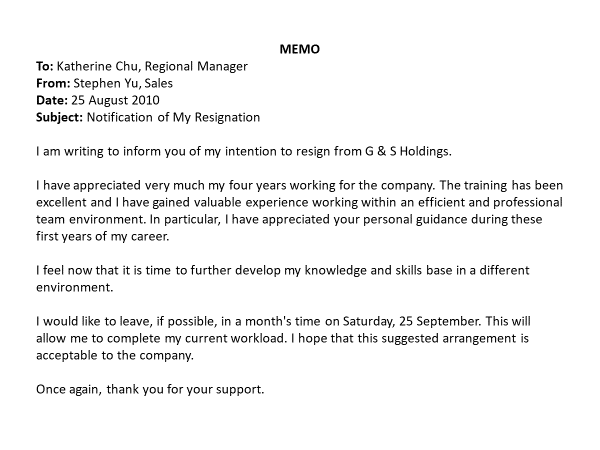 MEMO
To: Katherine Chu, Regional Manager
From: Stephen Yu, Sales
Date: 25 August 2010
Subject: Notification of My Resignation
I am writing to inform you of my intention to resign from G & S Holdings.
I have appreciated very much my four years working for the company. The training has been
excellent and I have gained valuable experience working within an efficient and professional
team environment. In particular, I have appreciated your personal guidance during these
first years of my career.
I feel now that it is time to further develop my knowledge and skills base in a different
environment.
I would like to leave, if possible, in a month's time on Saturday, 25 September. This will
allow me to complete my current workload. I hope that this suggested arrangement is
acceptable to the company.
Once again, thank you for your support.